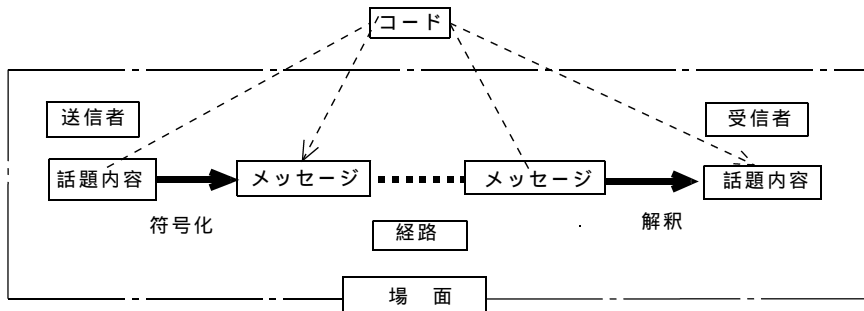 コード
送信者
受信者
話題内容
メッセージ
メッセージ
話題内容
符号化
経路
解釈
場 面